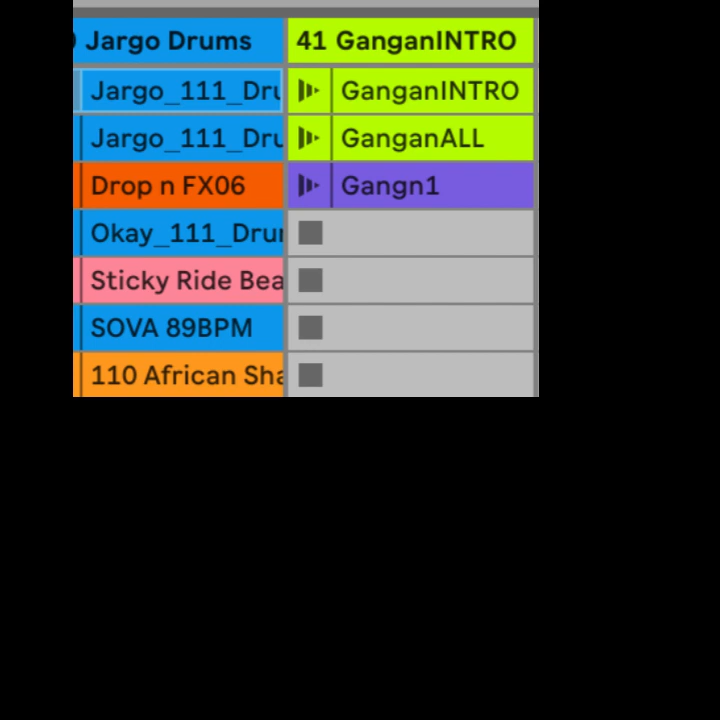 Jargo Drums
41 GanganINTRO
Jargo_111_Dru
GanganINTRO
Jargo_111_Dru
GanganALL
Drop n FX06
Gangn1
Okay_111_Dru
Sticky Ride Bea
SOVA 89BPM
110 African Sha